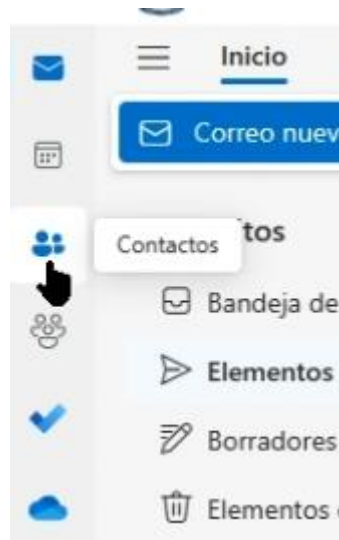 Inicio
Correo nuev
Contactos
tos
Bandeja de
Elementos
Borradores
Elementos